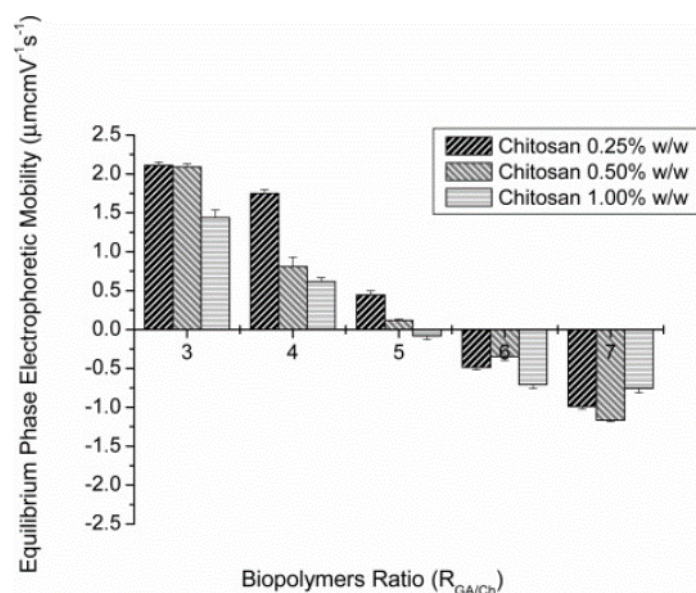 Equilibrium Phase Electrophoretic Mobility (µmcmV⁻¹s⁻¹)
2.5
2.0
1.5
1.0
0.5
0.0
-0.5
-1.0
-1.5
-2.0
-2.5
Chitosan 0.25% w/w
Chitosan 0.50% w/w
Chitosan 1.00% w/w
3 4 5 6 7
Biopolymers Ratio (R_GA/Ch)